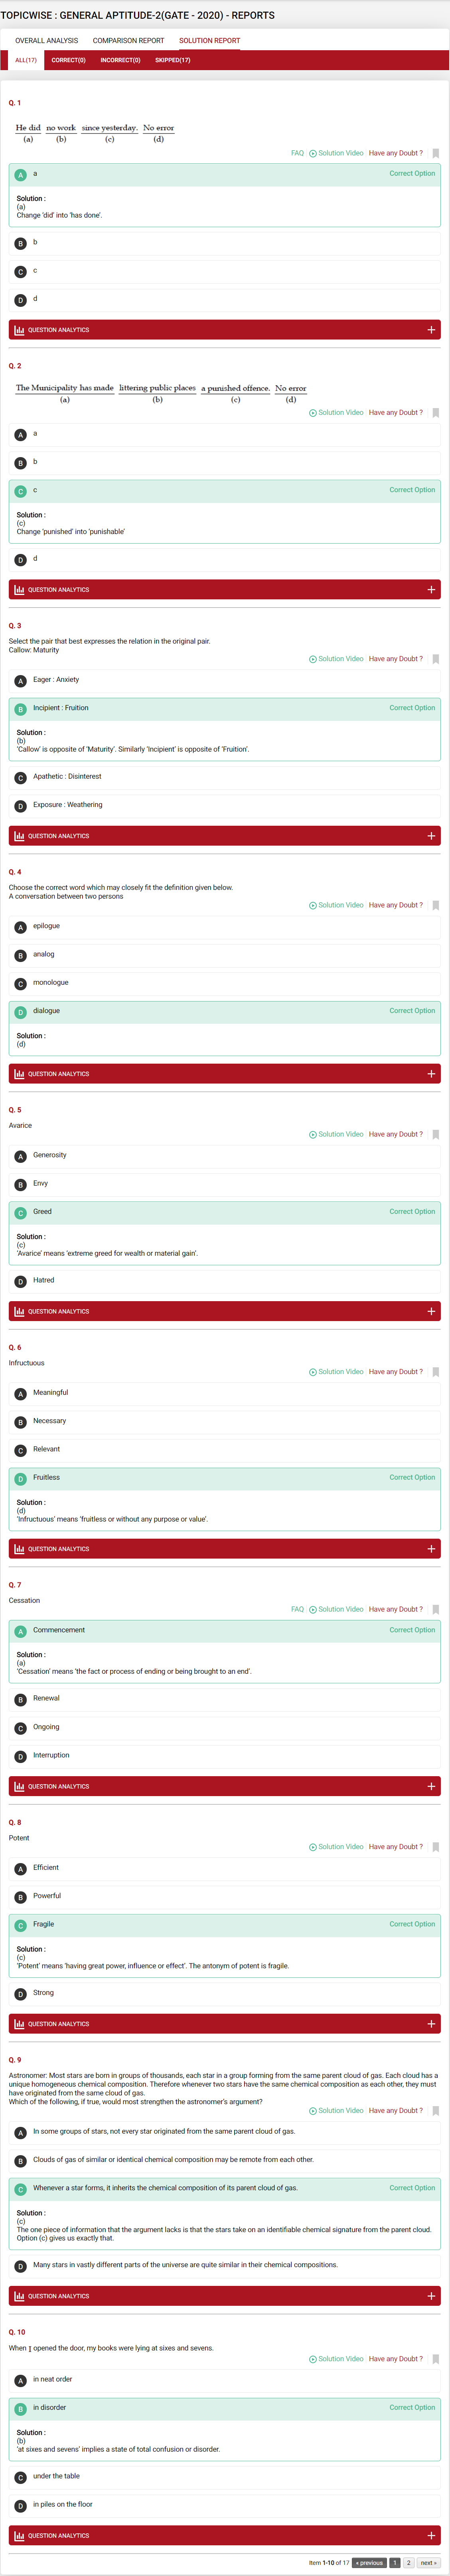 TOPICWISE : GENERAL APTITUDE-2(GATE - 2020) - REPORTS
OVERALL ANALYSIS COMPARISON REPORT SOLUTION REPORT
ALL(17) CORRECT(0) INCORRECT(0) SKIPPED(17)
Q. 1
He did no work since yesterday. No error
(a) (b) (c) (d)
FAQ Solution Video Have any Doubt ?
A a Correct Option
Solution :
(a)
Change 'did' into 'has done'.
B b
C c
D d
QUESTION ANALYTICS +
Q. 2
The Municipality has made littering public places a punished offence. No error
(a) (b) (c) (d)
Solution Video Have any Doubt ?
A a
B b
C c Correct Option
Solution :
(c)
Change 'punished' into 'punishable'
D d
QUESTION ANALYTICS +
Q. 3
Select the pair that best expresses the relation in the original pair.
Callow: Maturity
Solution Video Have any Doubt ?
A Eager : Anxiety
B Incipient : Fruition Correct Option
Solution :
(b)
'Callow' is opposite of 'Maturity'. Similarly 'Incipient' is opposite of 'Fruition'.
C Apathetic : Disinterest
D Exposure : Weathering
QUESTION ANALYTICS +
Q. 4
Choose the correct word which may closely fit the definition given below.
A conversation between two persons
Solution Video Have any Doubt ?
A epilogue
B analog
C monologue
D dialogue Correct Option
Solution :
(d)
QUESTION ANALYTICS +
Q. 5
Avarice
Solution Video Have any Doubt ?
A Generosity
B Envy
C Greed Correct Option
Solution :
(c)
'Avarice' means 'extreme greed for wealth or material gain'.
D Hatred
QUESTION ANALYTICS +
Q. 6
Infructuous
Solution Video Have any Doubt ?
A Meaningful
B Necessary
C Relevant
D Fruitless Correct Option
Solution :
(d)
'Infructuous' means 'fruitless or without any purpose or value'.
QUESTION ANALYTICS +
Q. 7
Cessation
FAQ Solution Video Have any Doubt ?
A Commencement Correct Option
Solution :
(a)
'Cessation' means 'the fact or process of ending or being brought to an end'.
B Renewal
C Ongoing
D Interruption
QUESTION ANALYTICS +
Q. 8
Potent
Solution Video Have any Doubt ?
A Efficient
B Powerful
C Fragile Correct Option
Solution :
(c)
'Potent' means 'having great power, influence or effect'. The antonym of potent is fragile.
D Strong
QUESTION ANALYTICS +
Q. 9
Astronomer: Most stars are born in groups of thousands, each star in a group forming from the same parent cloud of gas. Each cloud has a
unique homogeneous chemical composition. Therefore whenever two stars have the same chemical composition as each other, they must
have originated from the same cloud of gas.
Which of the following, if true, would most strengthen the astronomer's argument?
Solution Video Have any Doubt ?
A In some groups of stars, not every star originated from the same parent cloud of gas.
B Clouds of gas of similar or identical chemical composition may be remote from each other.
C Whenever a star forms, it inherits the chemical composition of its parent cloud of gas. Correct Option
Solution :
(c)
The one piece of information that the argument lacks is that the stars take on an identifiable chemical signature from the parent cloud.
Option (c) gives us exactly that.
D Many stars in vastly different parts of the universe are quite similar in their chemical compositions.
QUESTION ANALYTICS +
Q. 10
When I opened the door, my books were lying at sixes and sevens.
Solution Video Have any Doubt ?
A in neat order
B in disorder Correct Option
Solution :
(b)
'at sixes and sevens' implies a state of total confusion or disorder.
C under the table
D in piles on the floor
QUESTION ANALYTICS +
Item 1-10 of 17 « previous 1 2 next »